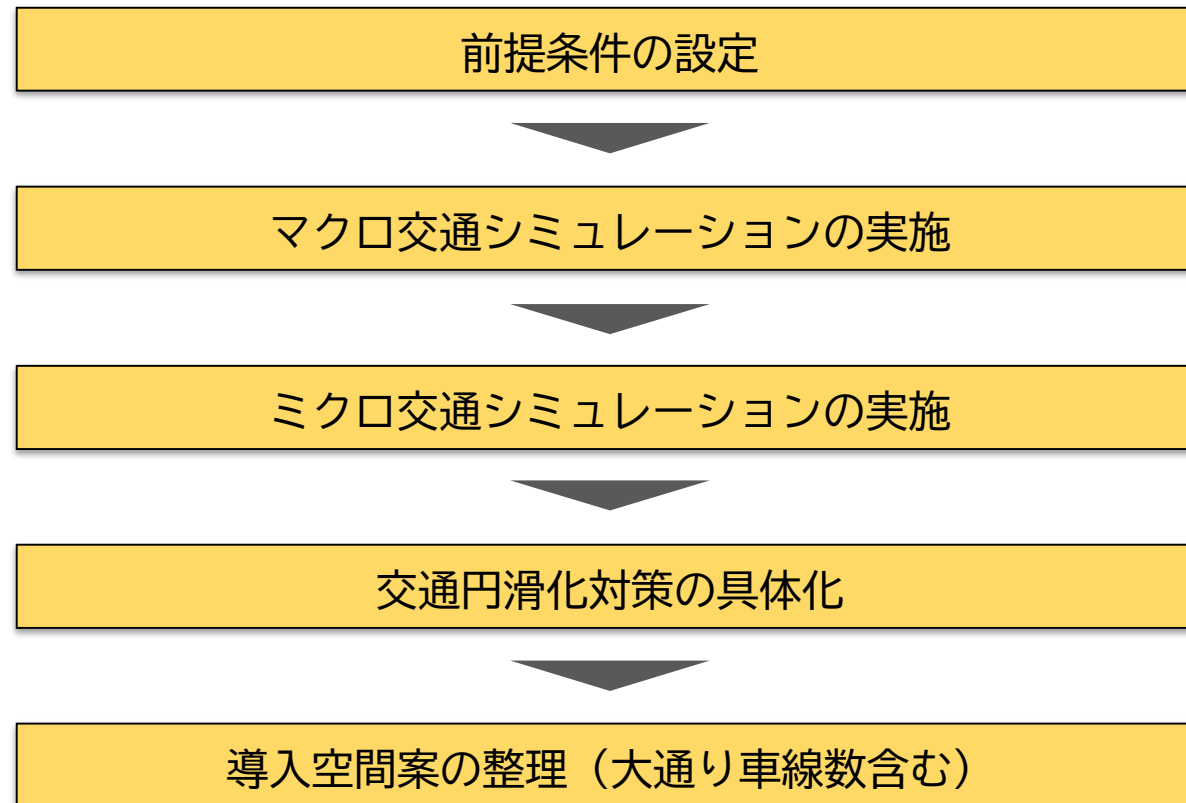 前提条件の設定
マクロ交通シミュレーションの実施
ミクロ交通シミュレーションの実施
交通円滑化対策の具体化
導入空間案の整理（大通り車線数含む）